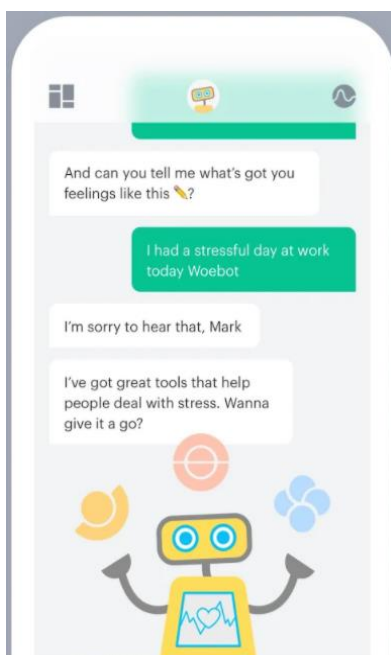 And can you tell me what's got you
feelings like this ✏️?
I had a stressful day at work
today Woebot
I'm sorry to hear that, Mark
I've got great tools that help
people deal with stress. Wanna
give it a go?